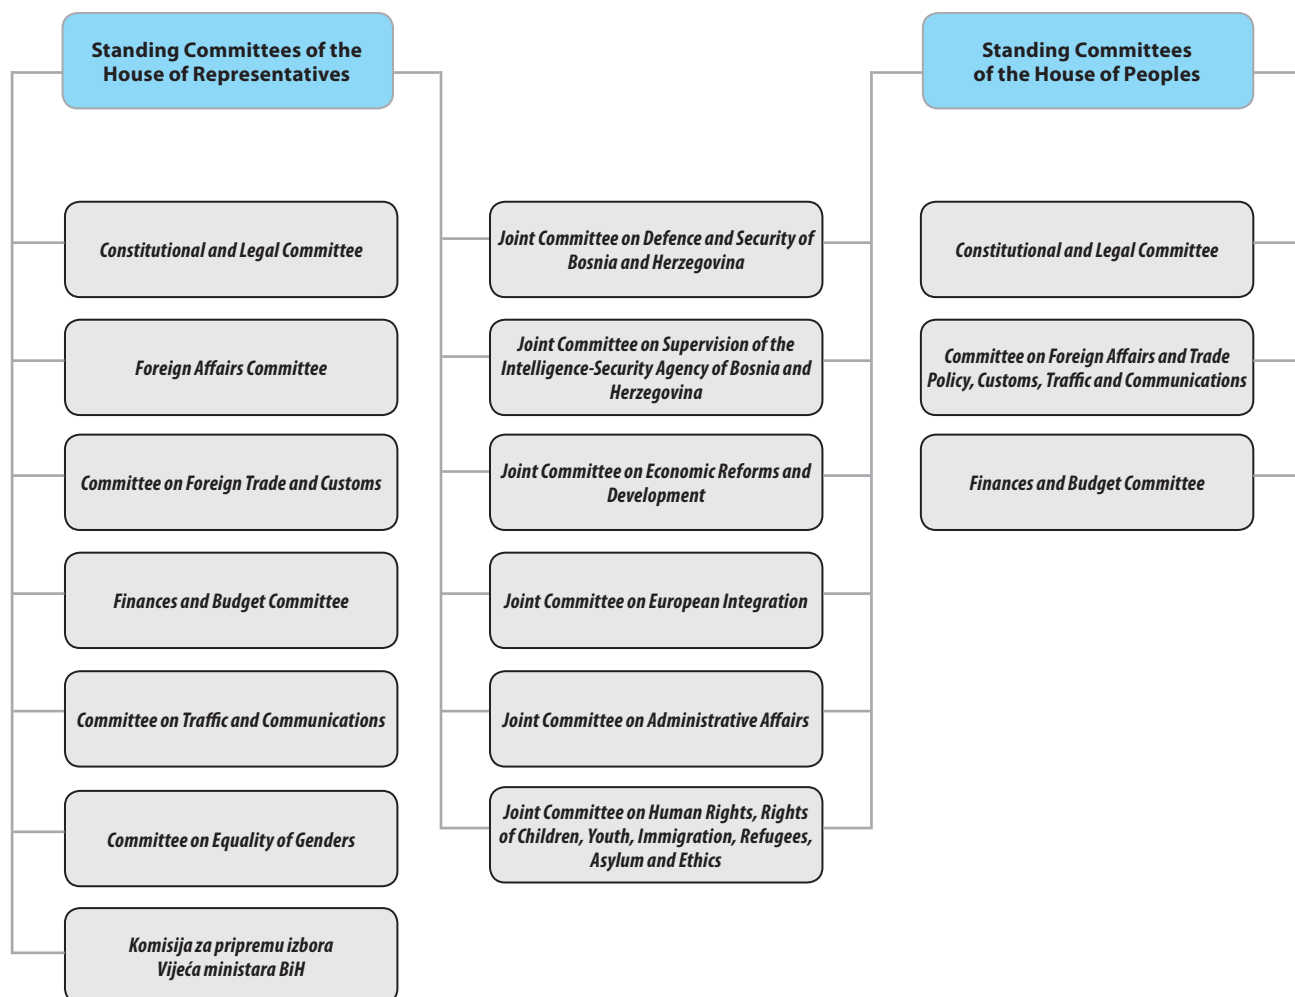 Standing Committees of the
House of Representatives
Standing Committees
of the House of Peoples
Constitutional and Legal Committee
Foreign Affairs Committee
Committee on Foreign Trade and Customs
Finances and Budget Committee
Committee on Traffic and Communications
Committee on Equality of Genders
Komisija za pripremu izbora
Vijeća ministara BiH
Joint Committee on Defence and Security of
Bosnia and Herzegovina
Joint Committee on Supervision of the
Intelligence-Security Agency of Bosnia and
Herzegovina
Joint Committee on Economic Reforms and
Development
Joint Committee on European Integration
Joint Committee on Administrative Affairs
Joint Committee on Human Rights, Rights
of Children, Youth, Immigration, Refugees,
Asylum and Ethics
Constitutional and Legal Committee
Committee on Foreign Affairs and Trade
Policy, Customs, Traffic and Communications
Finances and Budget Committee